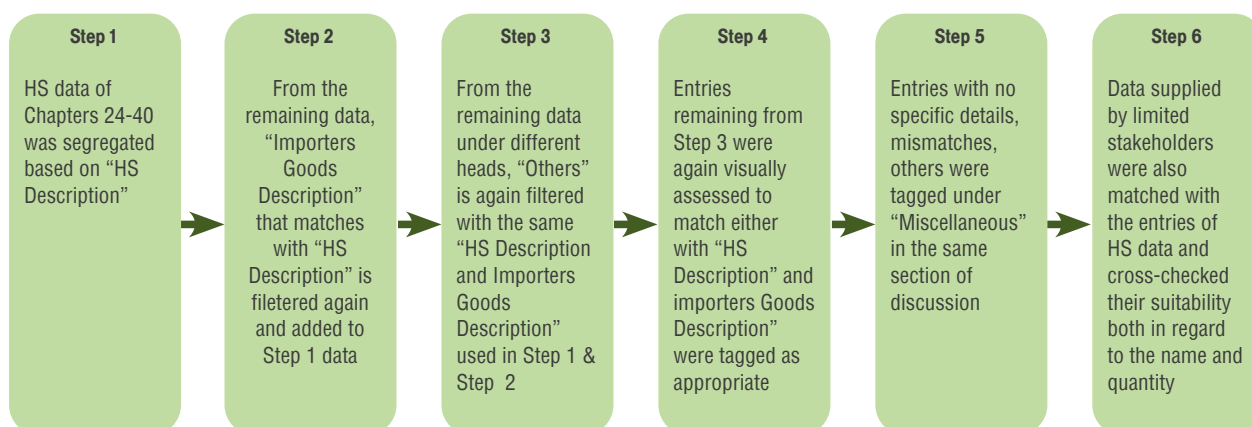 Step 1
HS data of
Chapters 24-40
was segregated
based on “HS
Description”
Step 2
From the
remaining data,
“Importers
Goods
Description”
that matches
with “HS
Description” is
filetered again
and added to
Step 1 data
Step 3
From the
remaining data
under different
heads, “Others”
is again filtered
with the same
“HS Description
and Importers
Goods
Description”
used in Step 1 &
Step 2
Step 4
Entries
remaining from
Step 3 were
again visually
assessed to
match either
with “HS
Description” and
importers Goods
Description”
were tagged as
appropriate
Step 5
Entries with no
specific details,
mismatches,
others were
tagged under
“Miscellaneous”
in the same
section of
discussion
Step 6
Data supplied
by limited
stakeholders
were also
matched with
the entries of
HS data and
cross-checked
their suitability
both in regard
to the name and
quantity